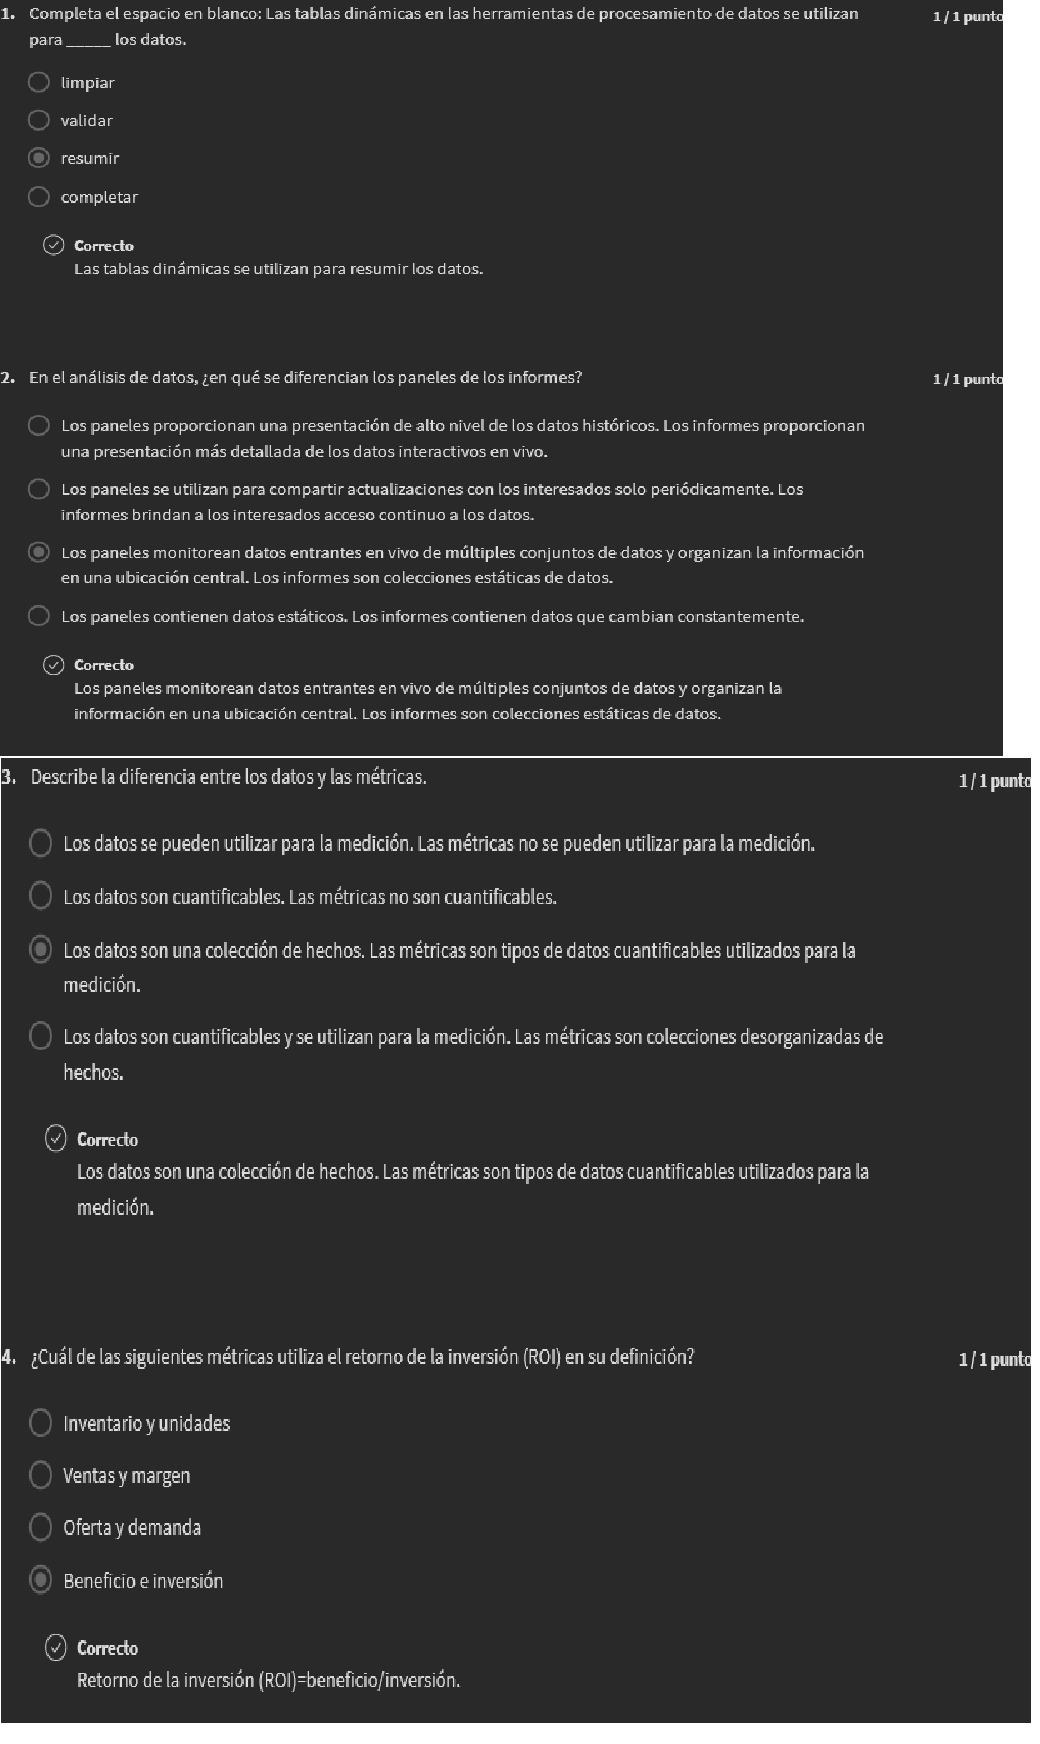 1. Completa el espacio en blanco: Las tablas dinámicas en las herramientas de procesamiento de datos se utilizan
1 / 1 punto
para _____ los datos.
limpiar
validar
resumir
completar
Correcto
Las tablas dinámicas se utilizan para resumir los datos.
2. En el análisis de datos, ¿en qué se diferencian los paneles de los informes?
1 / 1 punto
Los paneles proporcionan una presentación de alto nivel de los datos históricos. Los informes proporcionan
una presentación más detallada de los datos interactivos en vivo.
Los paneles se utilizan para compartir actualizaciones con los interesados solo periódicamente. Los
informes brindan a los interesados acceso continuo a los datos.
Los paneles monitorean datos entrantes en vivo de múltiples conjuntos de datos y organizan la información
en una ubicación central. Los informes son colecciones estáticas de datos.
Los paneles contienen datos estáticos. Los informes contienen datos que cambian constantemente.
Correcto
Los paneles monitorean datos entrantes en vivo de múltiples conjuntos de datos y organizan la
información en una ubicación central. Los informes son colecciones estáticas de datos.
3. Describe la diferencia entre los datos y las métricas.
1 / 1 punto
Los datos se pueden utilizar para la medición. Las métricas no se pueden utilizar para la medición.
Los datos son cuantificables. Las métricas no son cuantificables.
Los datos son una colección de hechos. Las métricas son tipos de datos cuantificables utilizados para la
medición.
Los datos son cuantificables y se utilizan para la medición. Las métricas son colecciones desorganizadas de
hechos.
Correcto
Los datos son una colección de hechos. Las métricas son tipos de datos cuantificables utilizados para la
medición.
4. ¿Cuál de las siguientes métricas utiliza el retorno de la inversión (ROI) en su definición?
1 / 1 punto
Inventario y unidades
Ventas y margen
Oferta y demanda
Beneficio e inversión
Correcto
Retorno de la inversión (ROI)=beneficio/inversión.